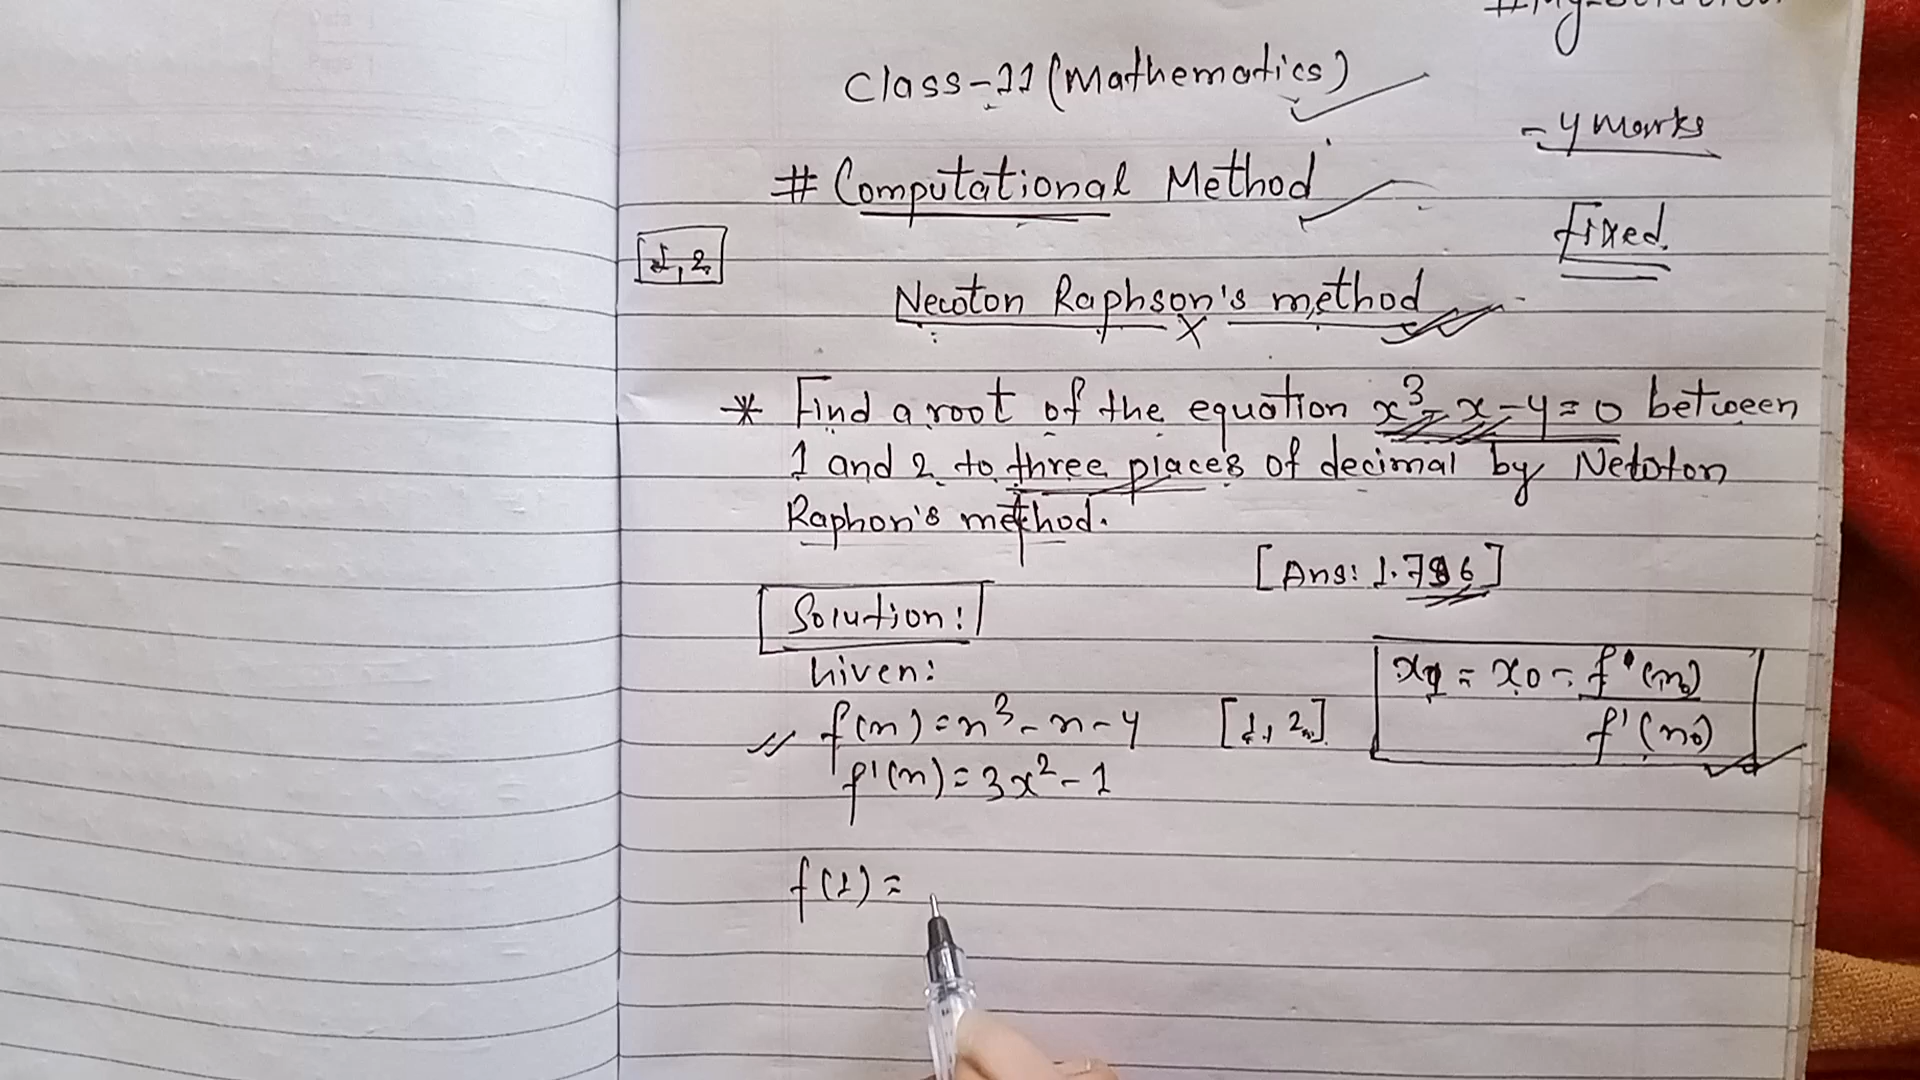 Class-11 (Mathematics)
- 4 marks
# Computational Method
fixed.
1, 2
Newton Raphson's method
* Find a root of the equation x³-x-4=0 between
1 and 2 to three places of decimal by Newton
Raphon's method.
[Ans: 1.796]
Solution:
Given:
x1 = x0 - f(x0)
f'(x0)
f(x) = x³-x-4 [1, 2]
f'(x) = 3x²-1
f(1) =